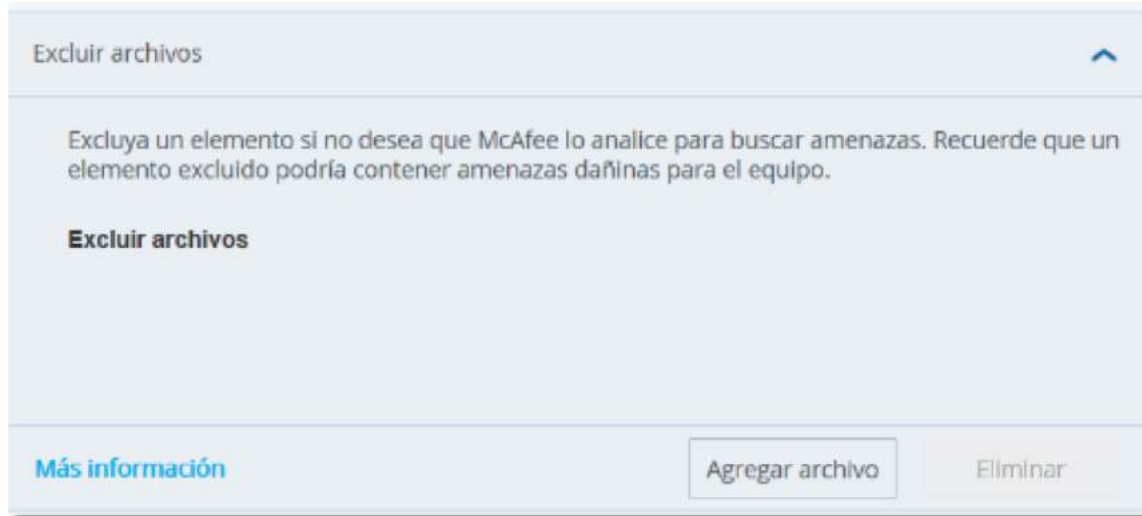 Excluir archivos
Excluya un elemento si no desea que McAfee lo analice para buscar amenazas. Recuerde que un
elemento excluido podría contener amenazas dañinas para el equipo.
Excluir archivos
Más información
Agregar archivo
Eliminar